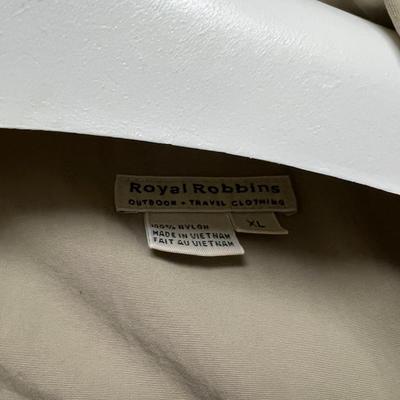 Royal Robbins
OUTDOOR • TRAVEL CLOTHING
XL
100% NYLON
MADE IN VIETNAM
FAIT AU VIETNAM